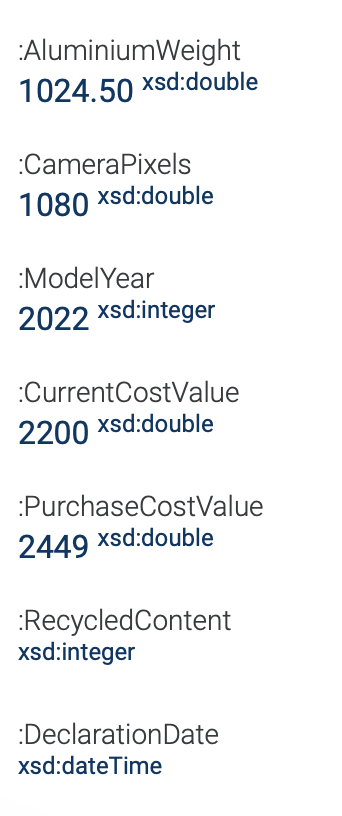 :AluminiumWeight
1024.50 xsd:double
:CameraPixels
1080 xsd:double
:ModelYear
2022 xsd:integer
:CurrentCostValue
2200 xsd:double
:PurchaseCostValue
2449 xsd:double
:RecycledContent
xsd:integer
:DeclarationDate
xsd:dateTime